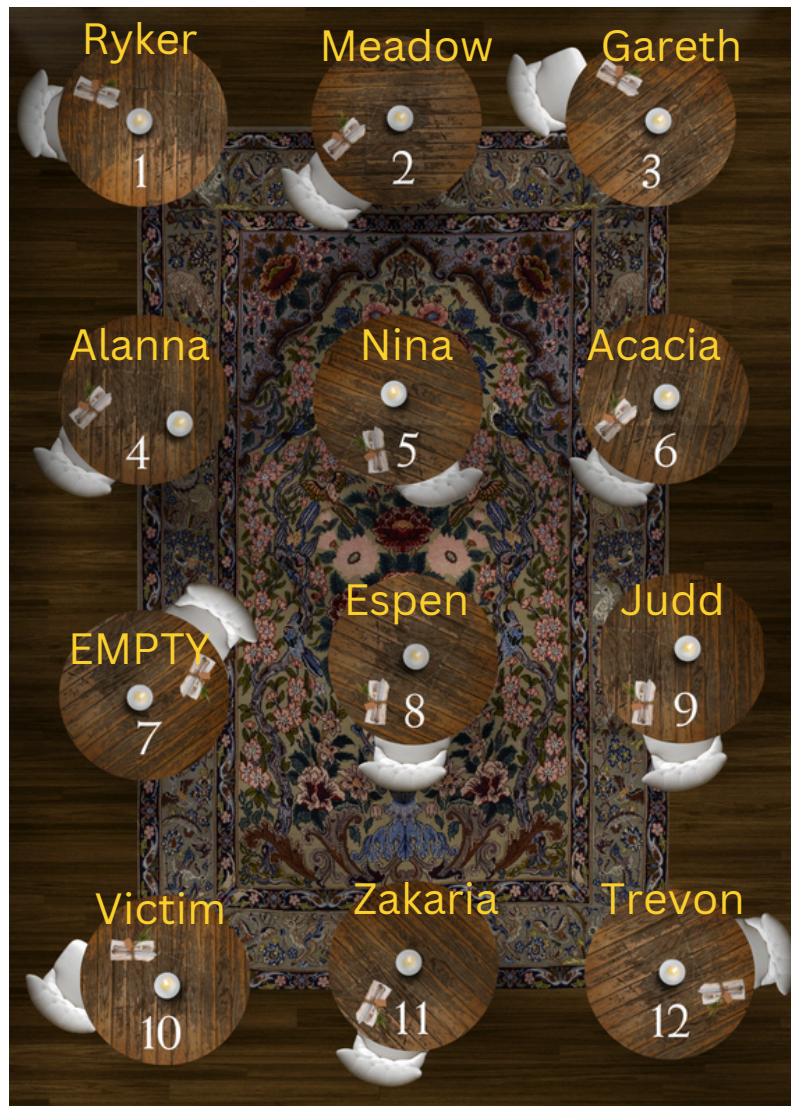 Ryker
Meadow
Gareth
1
2
3
Alanna
Nina
Acacia
4
5
6
EMPTY
Espen
Judd
7
8
9
Victim
Zakaria
Trevon
10
11
12